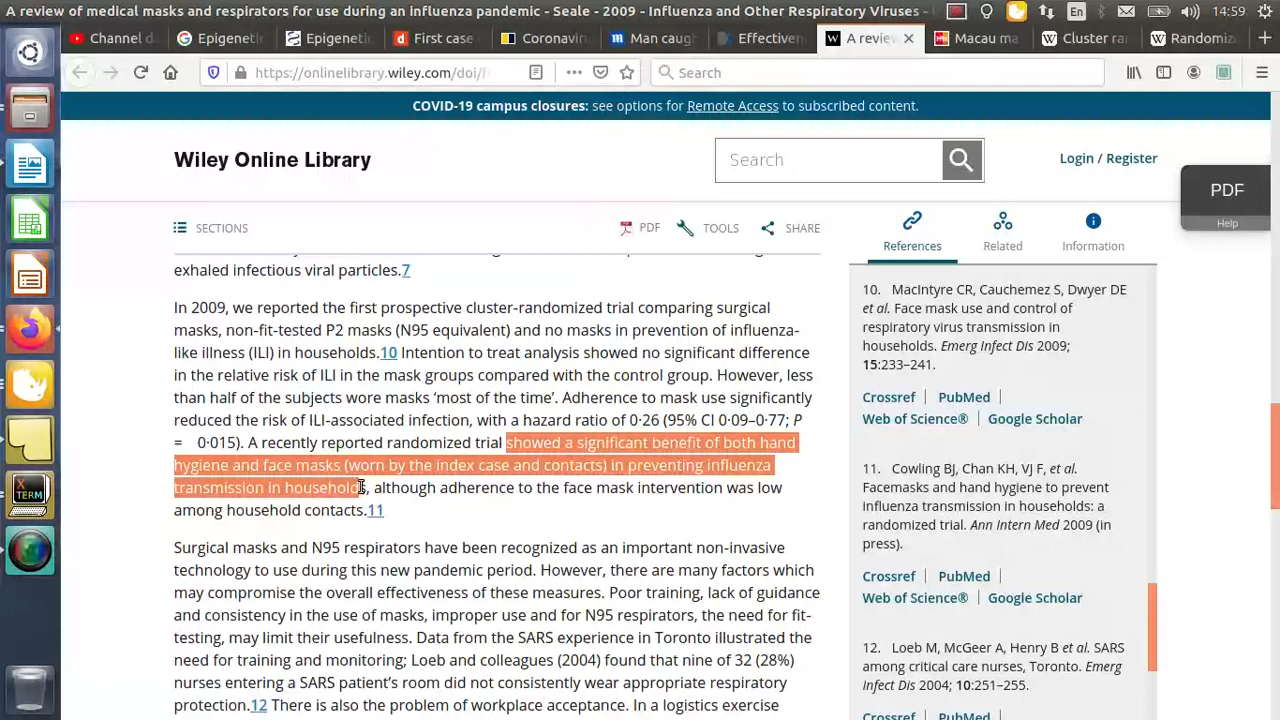 A review of medical masks and respirators for use during an influenza pandemic - Seale - 2009 - Influenza and Other Respiratory Viruses -
En
14:59
Channel d
Epigeneti
Epigenetic
First case
Coronavin
Man caug
Effectiven
A revie
Macau ma
Cluster ra
Randomiz
https://onlinelibrary.wiley.com/doi/f
Search
COVID-19 campus closures: see options for Remote Access to subscribed content.
Wiley Online Library
Search
Login / Register
PDF
Help
SECTIONS
PDF
TOOLS
SHARE
References
Related
Information
exhaled infectious viral particles.7
In 2009, we reported the first prospective cluster-randomized trial comparing surgical
masks, non-fit-tested P2 masks (N95 equivalent) and no masks in prevention of influenza-
like illness (ILI) in households.10 Intention to treat analysis showed no significant difference
in the relative risk of ILI in the mask groups compared with the control group. However, less
than half of the subjects wore masks ‘most of the time’. Adherence to mask use significantly
reduced the risk of ILI-associated infection, with a hazard ratio of 0·26 (95% CI 0·09–0·77; P
= 0·015). A recently reported randomized trial showed a significant benefit of both hand
hygiene and face masks (worn by the index case and contacts) in preventing influenza
transmission in households, although adherence to the face mask intervention was low
among household contacts.11
Surgical masks and N95 respirators have been recognized as an important non-invasive
technology to use during this new pandemic period. However, there are many factors which
may compromise the overall effectiveness of these measures. Poor training, lack of guidance
and consistency in the use of masks, improper use and for N95 respirators, the need for fit-
testing, may limit their usefulness. Data from the SARS experience in Toronto illustrated the
need for training and monitoring; Loeb and colleagues (2004) found that nine of 32 (28%)
nurses entering a SARS patient’s room did not consistently wear appropriate respiratory
protection.12 There is also the problem of workplace acceptance. In a logistics exercise
10. MacIntyre CR, Cauchemez S, Dwyer DE
et al. Face mask use and control of
respiratory virus transmission in
households. Emerg Infect Dis 2009;
15:233–241.
Crossref | PubMed |
Web of Science® | Google Scholar
11. Cowling BJ, Chan KH, VJ F, et al.
Facemasks and hand hygiene to prevent
influenza transmission in households: a
randomized trial. Ann Intern Med 2009 (in
press).
Crossref | PubMed |
Web of Science® | Google Scholar
12. Loeb M, McGeer A, Henry B et al. SARS
among critical care nurses, Toronto. Emerg
Infect Dis 2004; 10:251–255.
Crossref | PubMed |
X
TERM